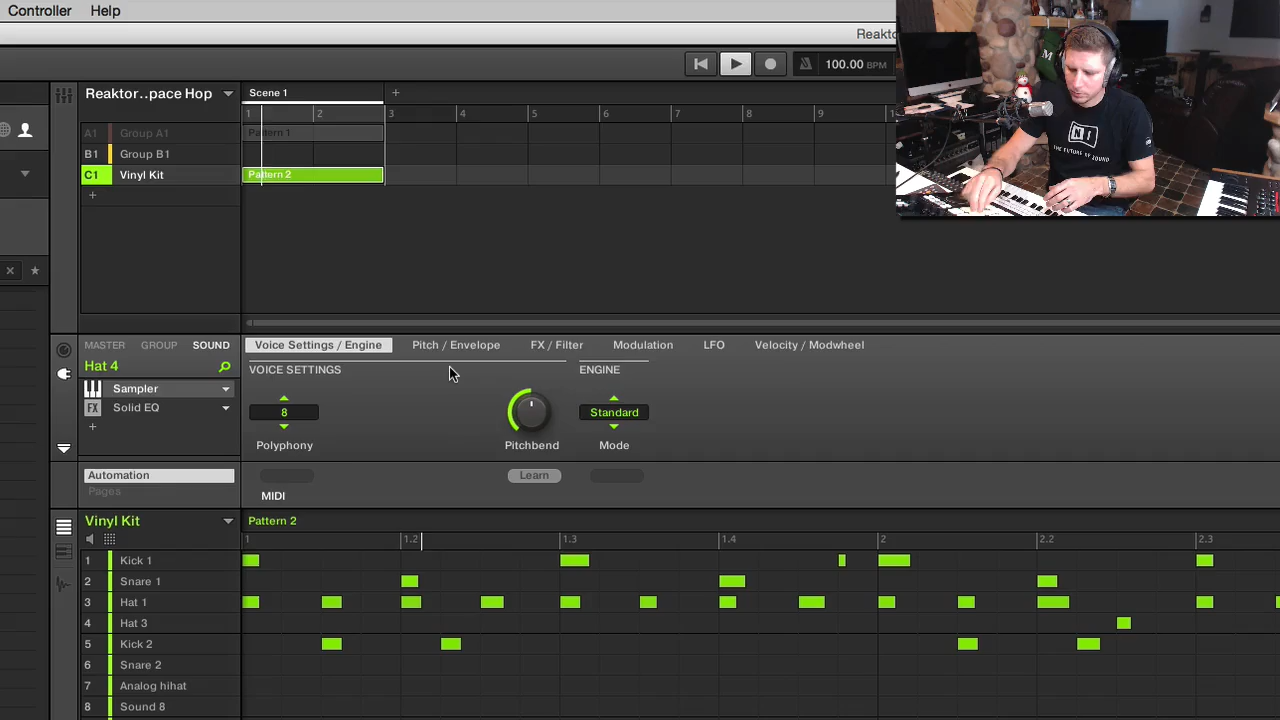 Controller Help
Reakto
100.00 BPM
Reaktor..pace Hop
Scene 1
+
1 2 3 4 5 6 7 8 9
A1 Group A1 Pattern 1
B1 Group B1
C1 Vinyl Kit Pattern 2
+
MASTER GROUP SOUND
Voice Settings / Engine Pitch / Envelope FX / Filter Modulation LFO Velocity / Modwheel
Hat 4
VOICE SETTINGS ENGINE
Sampler
FX Solid EQ
+
8 Standard
Polyphony Pitchbend Mode
Automation Learn
Pages
MIDI
Vinyl Kit Pattern 2
1 1.2 1.3 1.4 2 2.2 2.3
1 Kick 1
2 Snare 1
3 Hat 1
4 Hat 3
5 Kick 2
6 Snare 2
7 Analog hihat
8 Sound 8
THE FUTURE OF SOUND